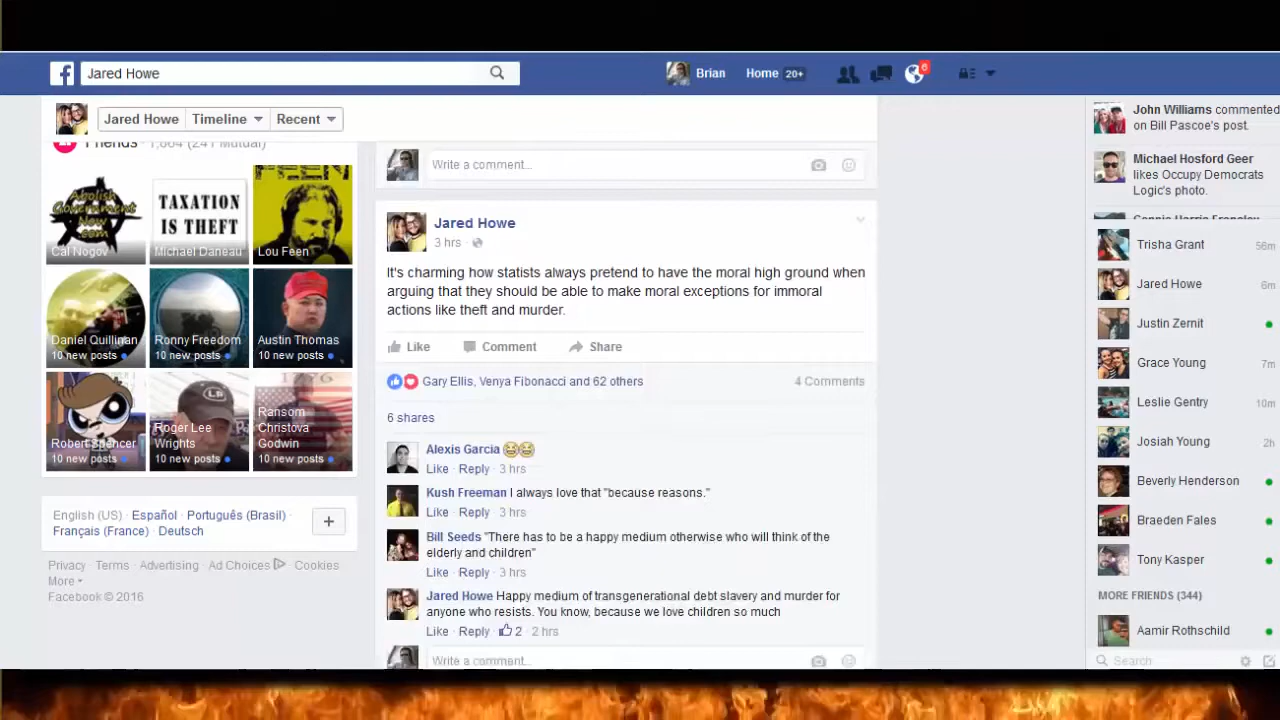 Jared Howe
Brian
Home 20+
6
Jared Howe
Timeline
Recent
Friends · 1,864 (241 Mutual)
Abolish
Government
Now
.com
Cal Nogov
TAXATION
IS THEFT
Michael Daneau
FEEN
Lou Feen
Daniel Quillinan
10 new posts
Ronny Freedom
10 new posts
Austin Thomas
10 new posts
Robert Spencer
10 new posts
Roger Lee
Wrights
10 new posts
1776
Ransom
Christova
Godwin
10 new posts
English (US) · Español · Português (Brasil) ·
Français (France) · Deutsch
+
Privacy · Terms · Advertising · Ad Choices · Cookies ·
More
Facebook © 2016
Write a comment...
Jared Howe
3 hrs ·
It's charming how statists always pretend to have the moral high ground when
arguing that they should be able to make moral exceptions for immoral
actions like theft and murder.
Like Comment Share
Gary Ellis, Venya Fibonacci and 62 others
4 Comments
6 shares
Alexis Garcia
Like · Reply · 3 hrs
Kush Freeman I always love that "because reasons."
Like · Reply · 3 hrs
Bill Seeds "There has to be a happy medium otherwise who will think of the
elderly and children"
Like · Reply · 3 hrs
Jared Howe Happy medium of transgenerational debt slavery and murder for
anyone who resists. You know, because we love children so much
Like · Reply · 2 · 2 hrs
Write a comment...
John Williams commented
on Bill Pascoe's post.
Michael Hosford Geer
likes Occupy Democrats
Logic's photo.
Trisha Grant 56m
Jared Howe 6m
Justin Zernit
Grace Young 7m
Leslie Gentry 10m
Josiah Young 2h
Beverly Henderson
Braeden Fales
Tony Kasper
MORE FRIENDS (344)
Aamir Rothschild
Search